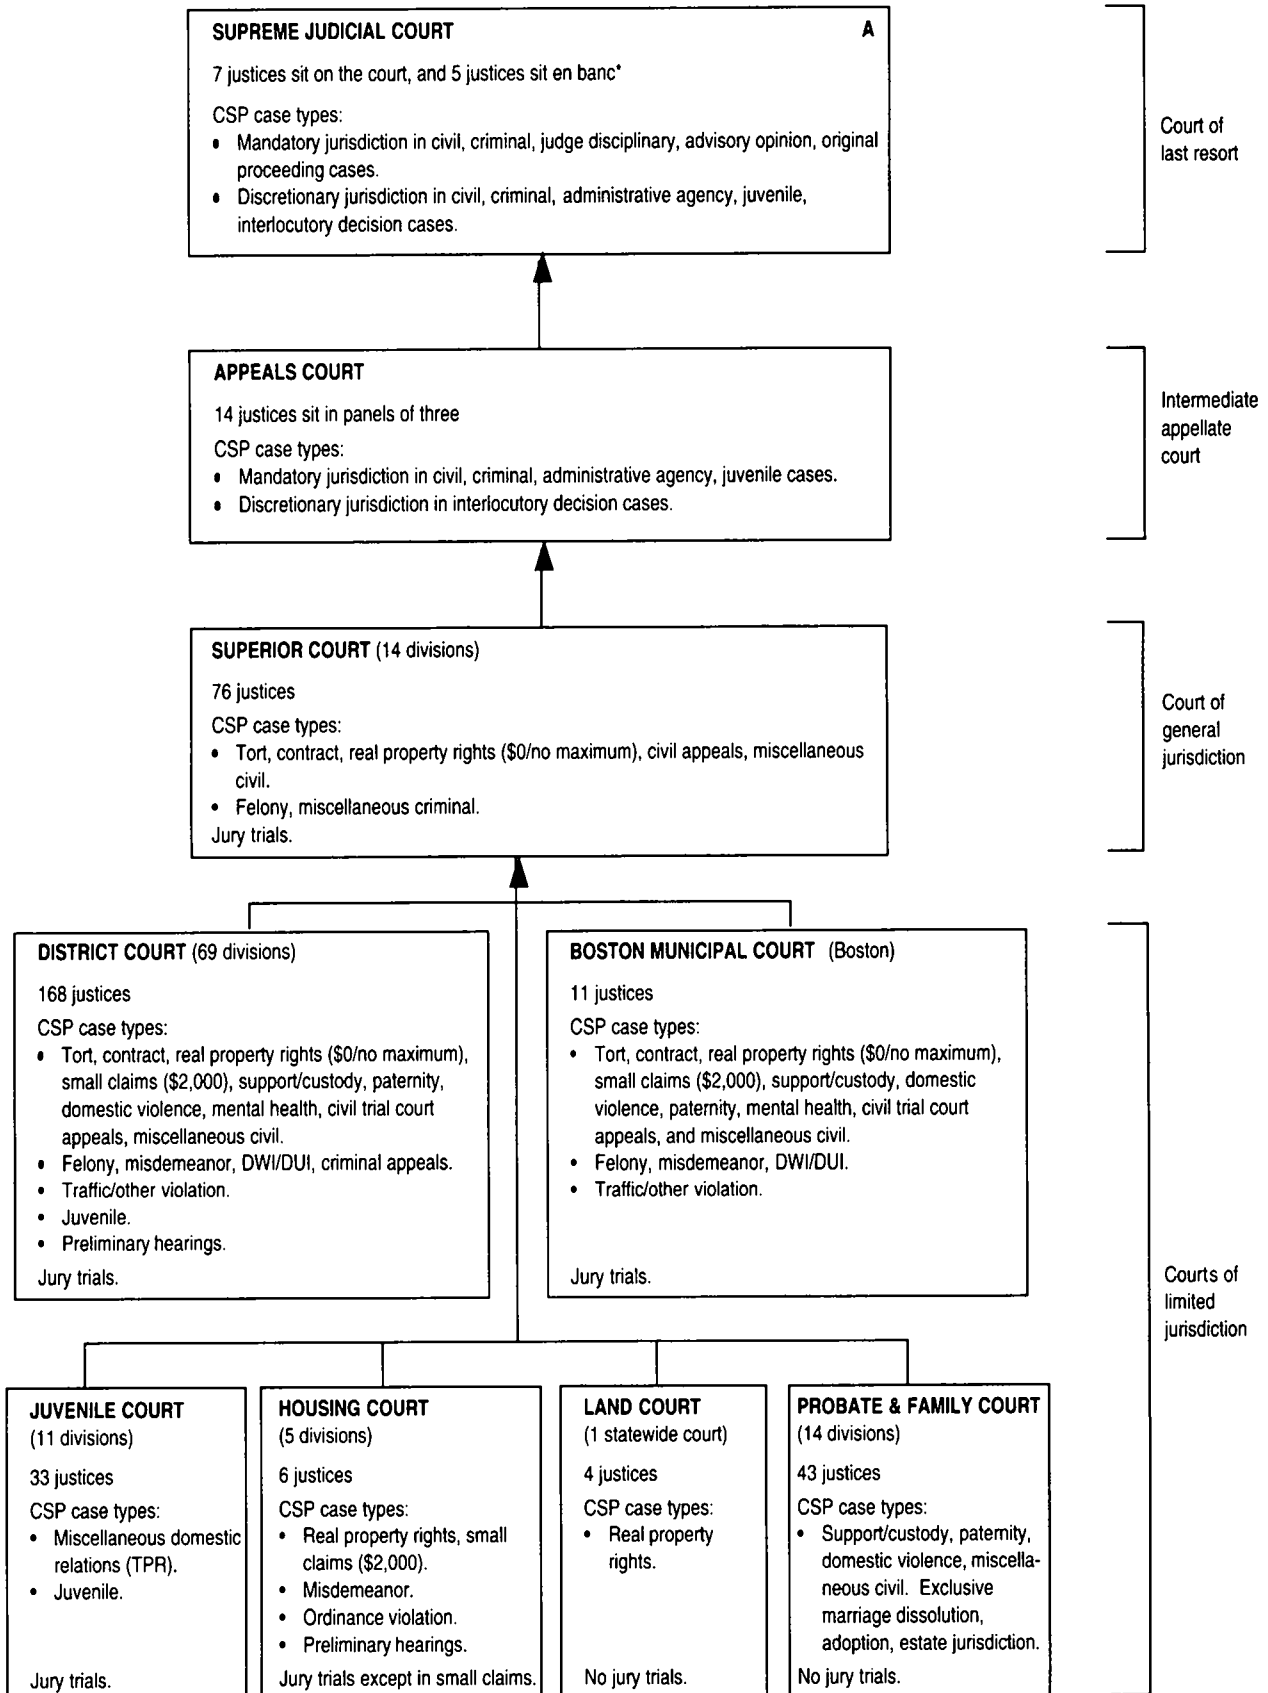 SUPREME JUDICIAL COURT A
7 justices sit on the court, and 5 justices sit en banc*
CSP case types:
• Mandatory jurisdiction in civil, criminal, judge disciplinary, advisory opinion, original
proceeding cases.
• Discretionary jurisdiction in civil, criminal, administrative agency, juvenile,
interlocutory decision cases.
Court of
last resort
APPEALS COURT
14 justices sit in panels of three
CSP case types:
• Mandatory jurisdiction in civil, criminal, administrative agency, juvenile cases.
• Discretionary jurisdiction in interlocutory decision cases.
Intermediate
appellate
court
SUPERIOR COURT (14 divisions)
76 justices
CSP case types:
• Tort, contract, real property rights ($0/no maximum), civil appeals, miscellaneous
civil.
• Felony, miscellaneous criminal.
Jury trials.
Court of
general
jurisdiction
DISTRICT COURT (69 divisions)
168 justices
CSP case types:
• Tort, contract, real property rights ($0/no maximum),
small claims ($2,000), support/custody, paternity,
domestic violence, mental health, civil trial court
appeals, miscellaneous civil.
• Felony, misdemeanor, DWI/DUI, criminal appeals.
• Traffic/other violation.
• Juvenile.
• Preliminary hearings.
Jury trials.
BOSTON MUNICIPAL COURT (Boston)
11 justices
CSP case types:
• Tort, contract, real property rights ($0/no maximum),
small claims ($2,000), support/custody, domestic
violence, paternity, mental health, civil trial court
appeals, and miscellaneous civil.
• Felony, misdemeanor, DWI/DUI.
• Traffic/other violation.
Jury trials.
Courts of
limited
jurisdiction
JUVENILE COURT
(11 divisions)
33 justices
CSP case types:
• Miscellaneous domestic
relations (TPR).
• Juvenile.
Jury trials.
HOUSING COURT
(5 divisions)
6 justices
CSP case types:
• Real property rights, small
claims ($2,000).
• Misdemeanor.
• Ordinance violation.
• Preliminary hearings.
Jury trials except in small claims.
LAND COURT
(1 statewide court)
4 justices
CSP case types:
• Real property
rights.
No jury trials.
PROBATE & FAMILY COURT
(14 divisions)
43 justices
CSP case types:
• Support/custody, paternity,
domestic violence, miscella-
neous civil. Exclusive
marriage dissolution,
adoption, estate jurisdiction.
No jury trials.